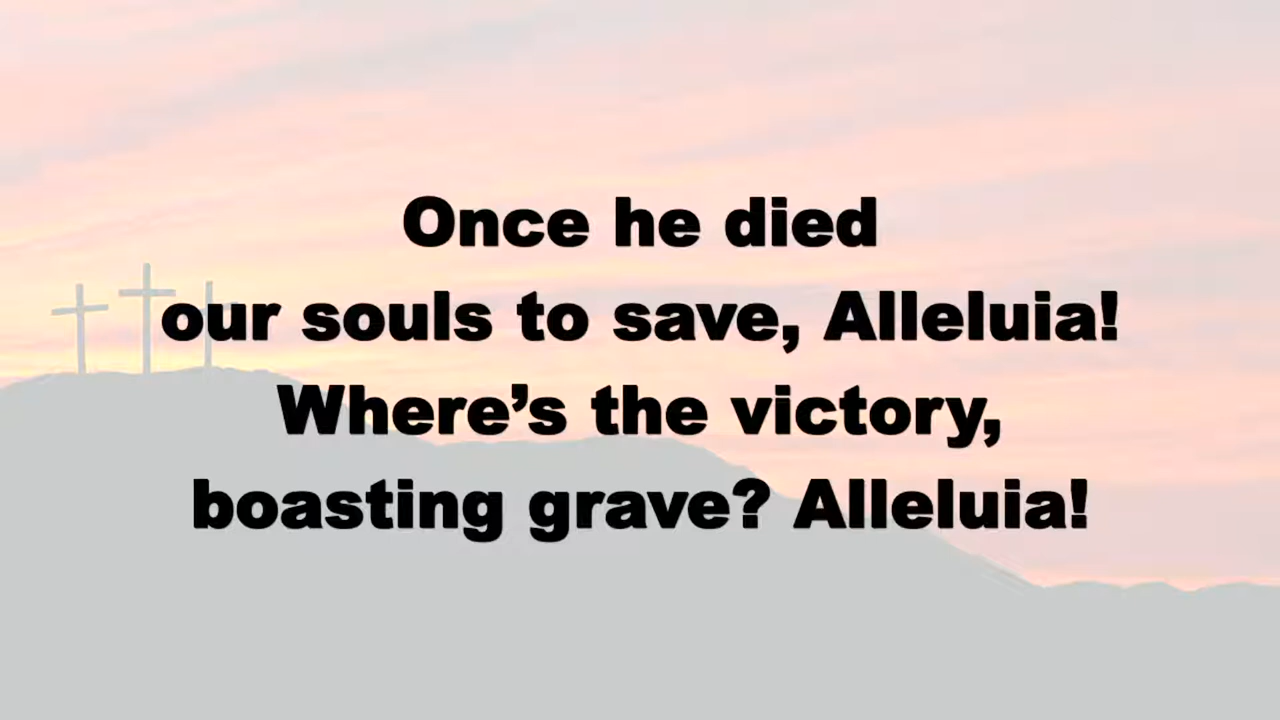 Once he died
our souls to save, Alleluia!
Where’s the victory,
boasting grave? Alleluia!